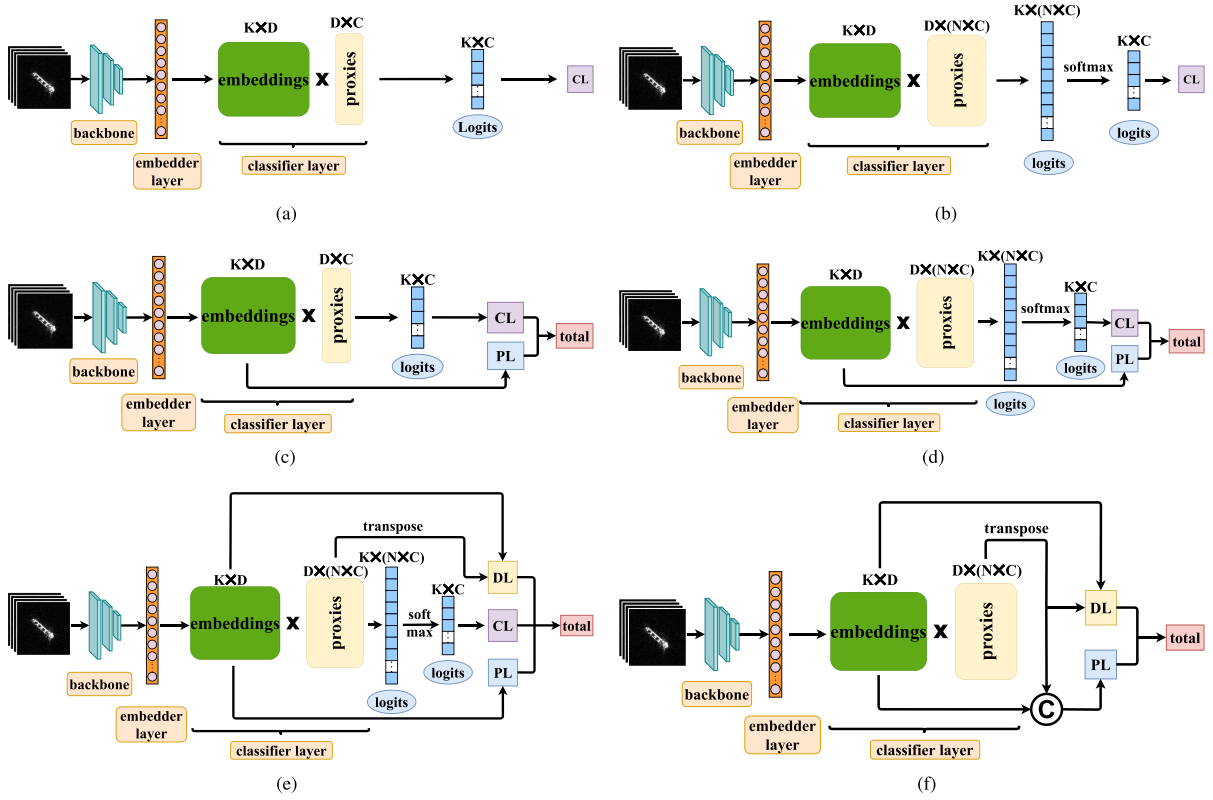 K✕D
D✕C
K✕C
embeddings
X
proxies
CL
backbone
Logits
embedder
layer
classifier layer
(a)
K✕D
D✕(N✕C)
K✕(N✕C)
K✕C
softmax
embeddings
X
proxies
CL
backbone
logits
embedder
layer
classifier layer
logits
(b)
K✕D
D✕C
K✕C
embeddings
X
proxies
CL
total
PL
logits
backbone
embedder
layer
classifier layer
(c)
K✕D
D✕(N✕C)
K✕(N✕C)
K✕C
softmax
embeddings
X
proxies
CL
total
PL
logits
backbone
embedder
layer
classifier layer
logits
(d)
transpose
K✕D
D✕(N✕C)
K✕(N✕C)
DL
K✕C
embeddings
X
proxies
soft
max
CL
total
logits
PL
backbone
logits
embedder
layer
classifier layer
(e)
transpose
K✕D
D✕(N✕C)
DL
embeddings
X
proxies
total
PL
backbone
C
embedder
layer
classifier layer
(f)